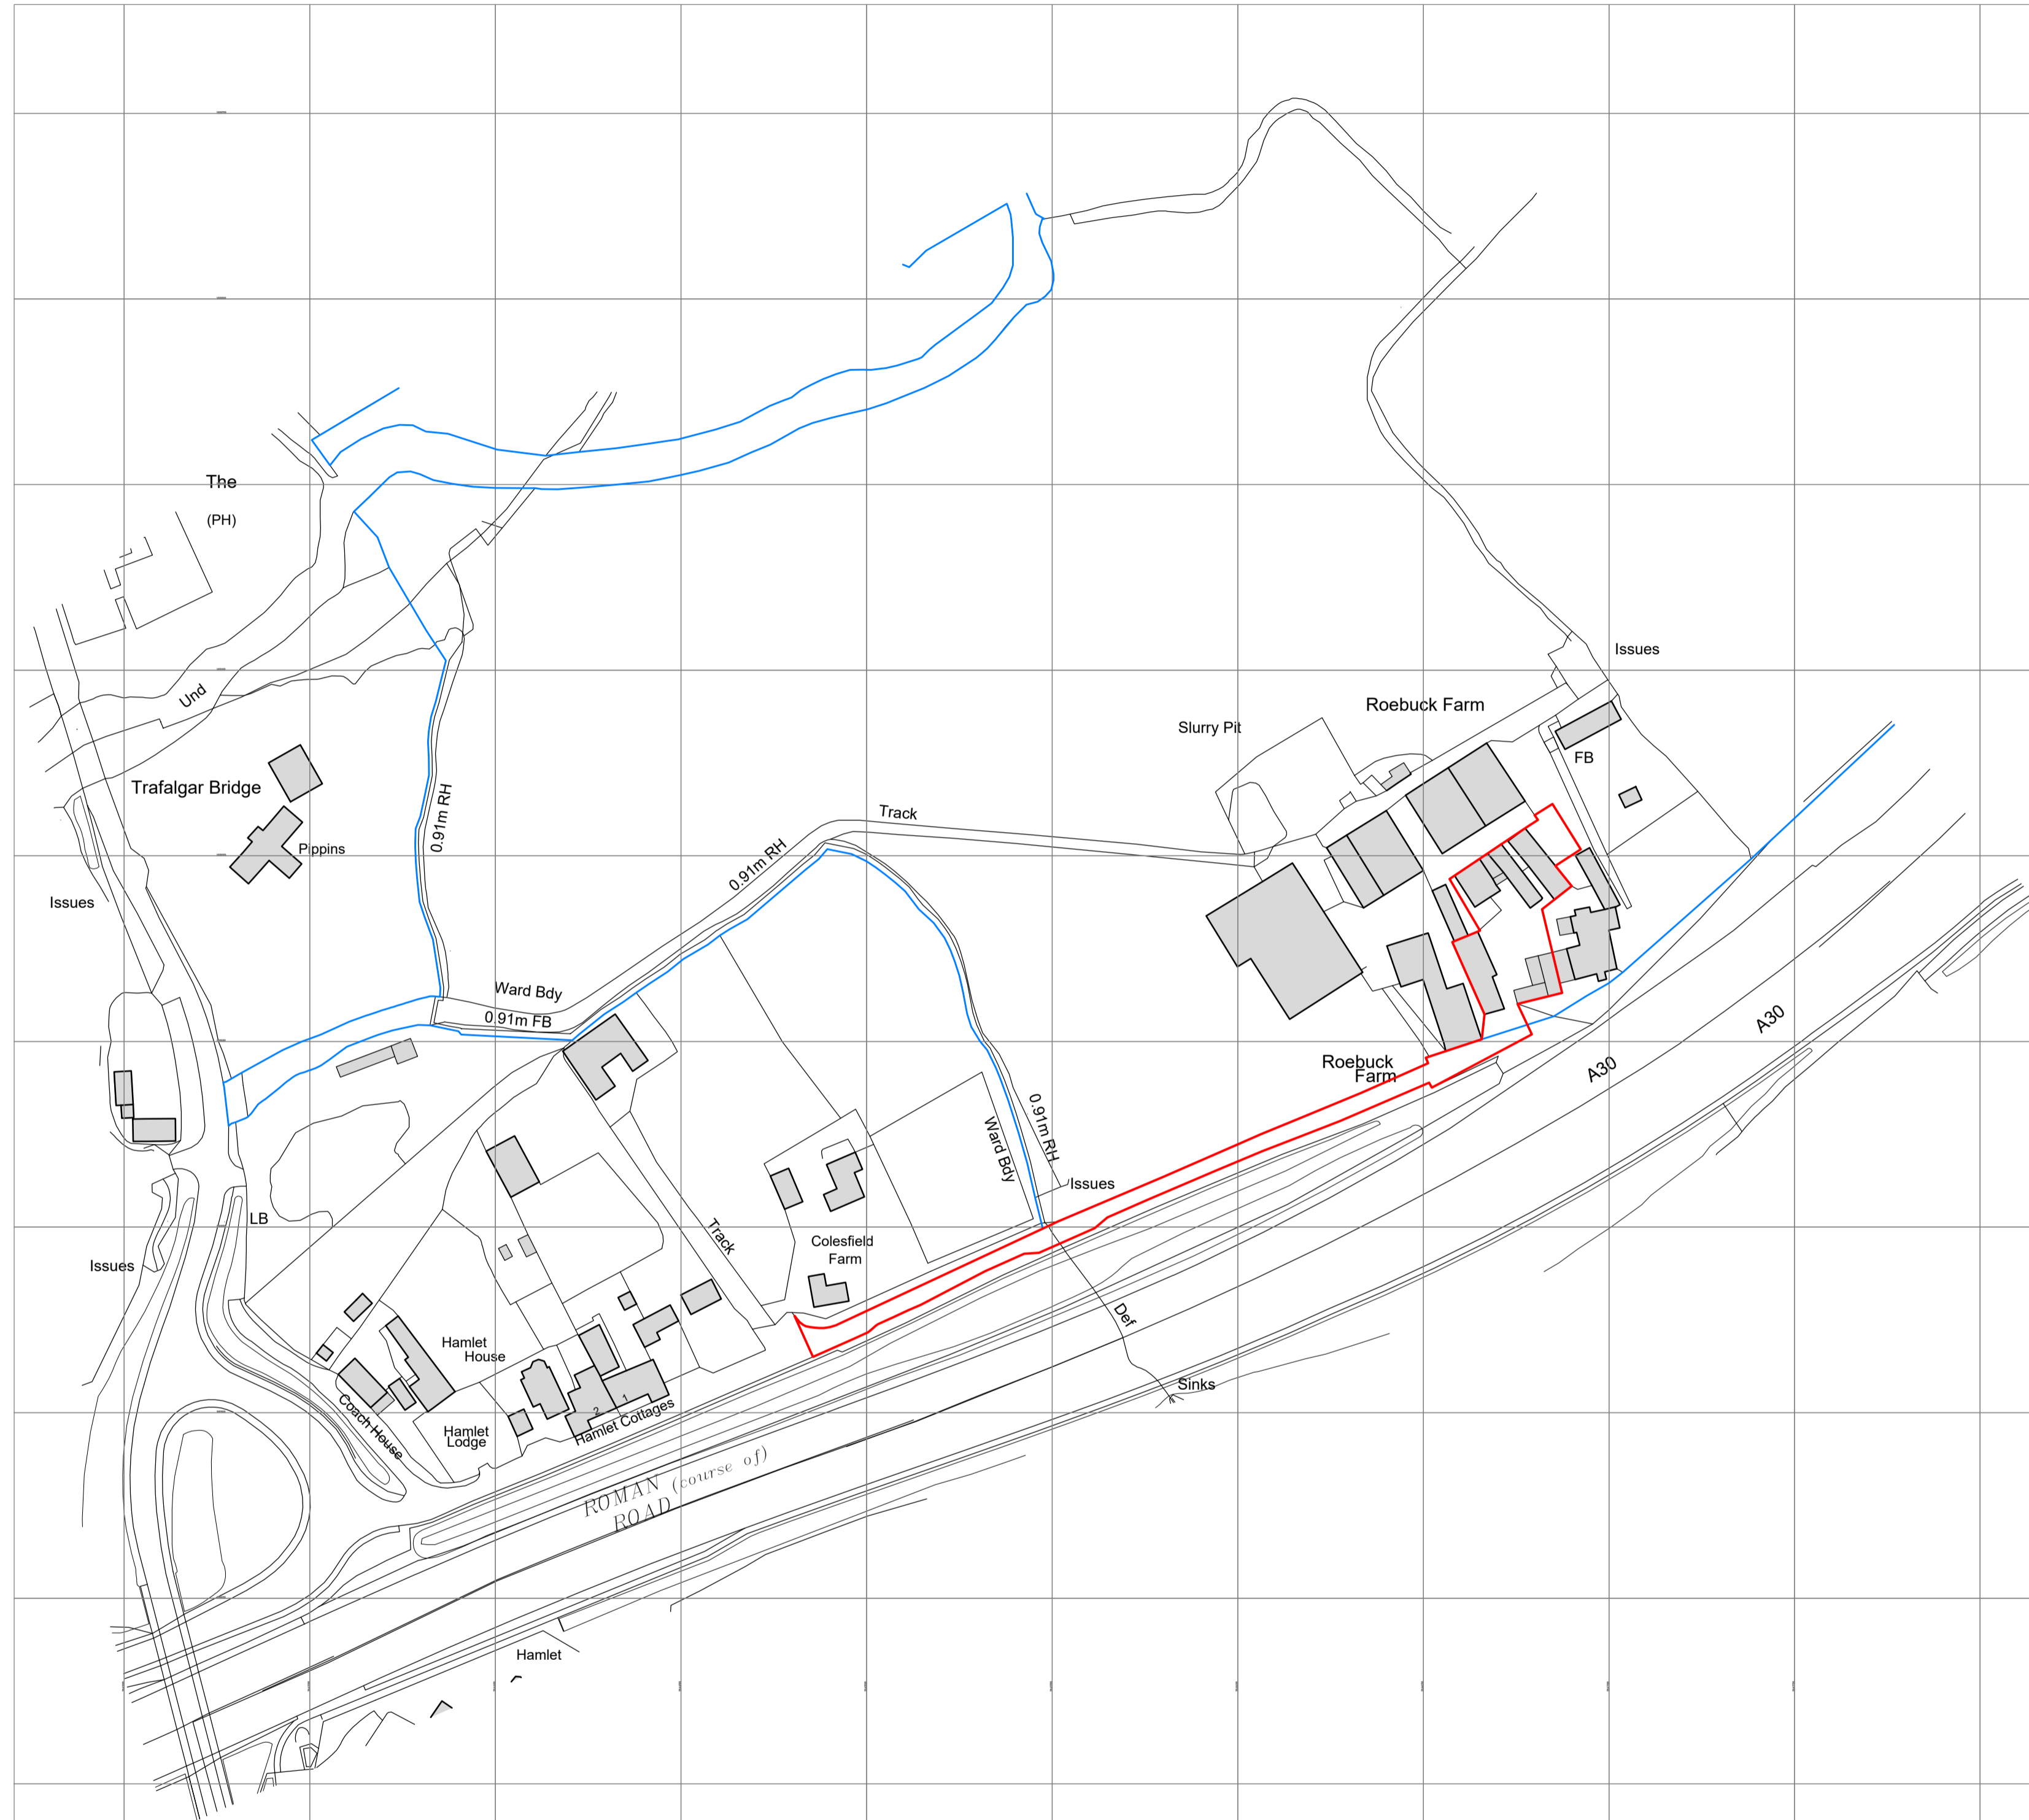 The
(PH)
Issues
Und
Roebuck Farm
Slurry Pit
FB
Trafalgar Bridge
0.91m RH
Track
Pippins
0.91m RH
Issues
Ward Bdy
0.91m FB
A30
Roebuck
Farm
A30
0.91m RH
Ward Bdy
Issues
LB
Track
Colesfield
Farm
Issues
Def
Hamlet
House
Sinks
Coach House
1
2
Hamlet Cottages
Hamlet
Lodge
ROMAN (course of)
ROAD
Hamlet